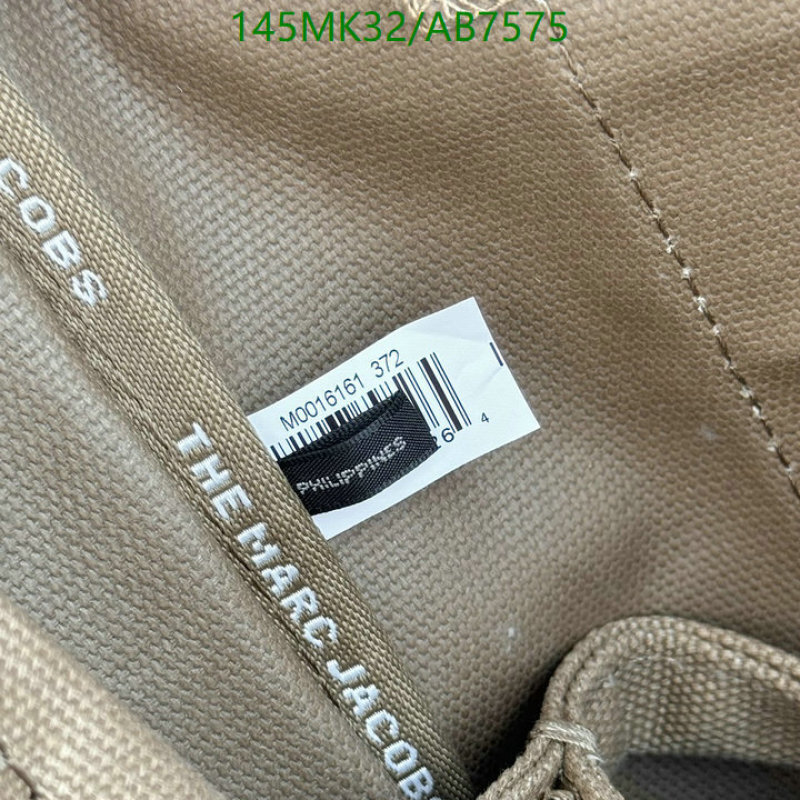 145MK32/AB7575
COBS
THE MARC JACOBS
M0016161 372
6 4
PHILIPPINES